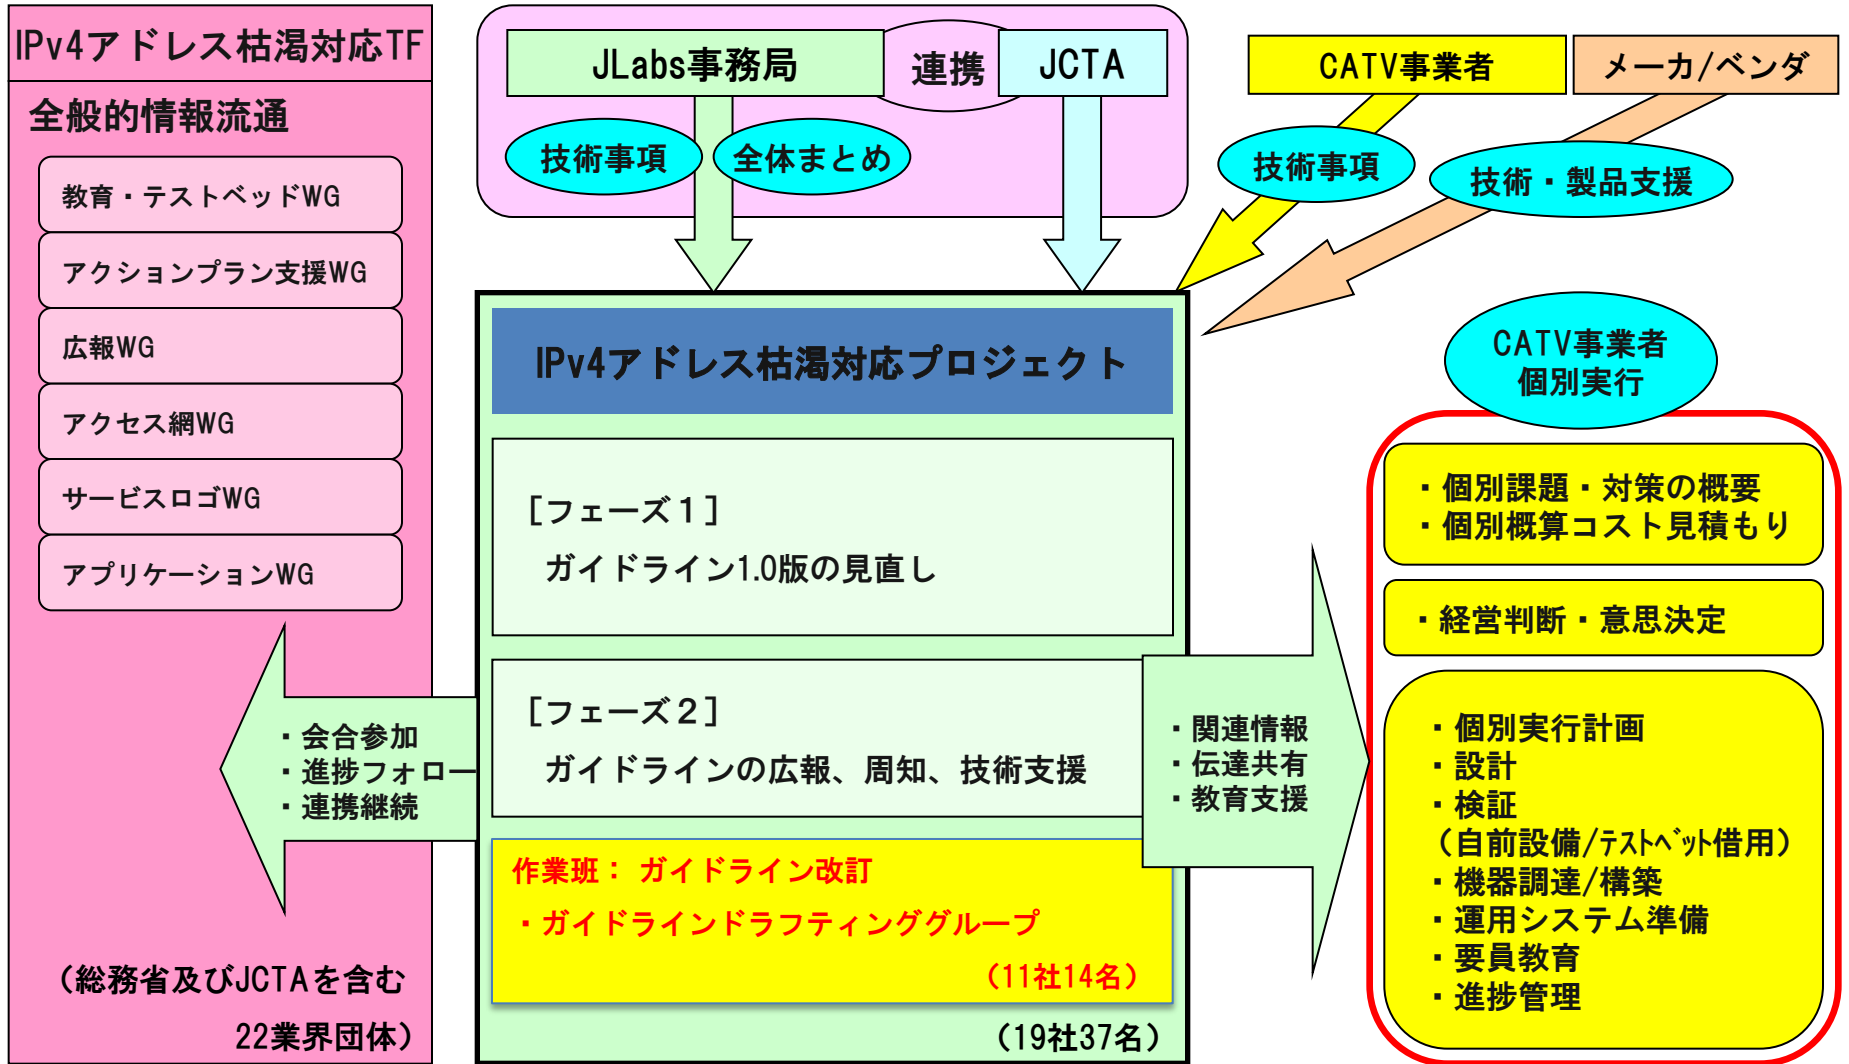 IPv4アドレス枯渇対応TF
全般的情報流通
教育・テストベッドWG
アクションプラン支援WG
広報WG
アクセス網WG
サービスロゴWG
アプリケーションWG
・会合参加
・進捗フォロー
・連携継続
（総務省及びJCTAを含む
22業界団体）
JLabs事務局
連携
JCTA
技術事項
全体まとめ
CATV事業者
メーカ/ベンダ
技術事項
技術・製品支援
IPv4アドレス枯渇対応プロジェクト
［フェーズ１］
ガイドライン1.0版の見直し
［フェーズ２］
ガイドラインの広報、周知、技術支援
作業班： ガイドライン改訂
・ガイドラインドラフティンググループ
（11社14名）
（19社37名）
・関連情報
・伝達共有
・教育支援
CATV事業者
個別実行
・個別課題・対策の概要
・個別概算コスト見積もり
・経営判断・意思決定
・個別実行計画
・設計
・検証
（自前設備/ﾃｽﾄﾍﾞｯﾄ借用）
・機器調達/構築
・運用システム準備
・要員教育
・進捗管理